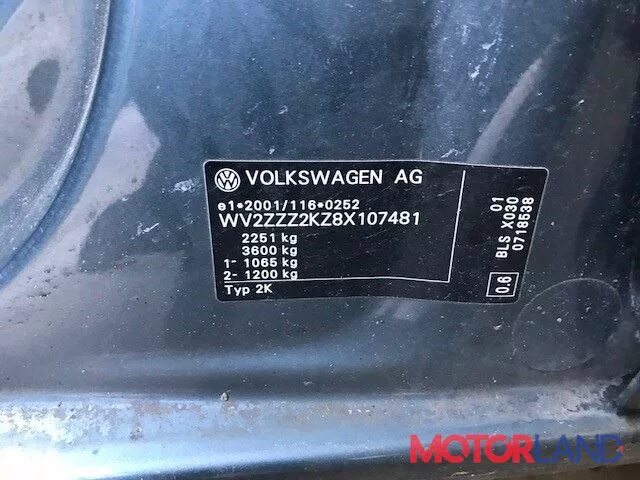 VOLKSWAGEN AG
e1*2001/116*0252
WV2ZZZ2KZ8X107481
2251 kg
3600 kg
1- 1065 kg
2- 1200 kg
Typ 2K
01
BLS X030
0718538
0.6
MOTORLAND